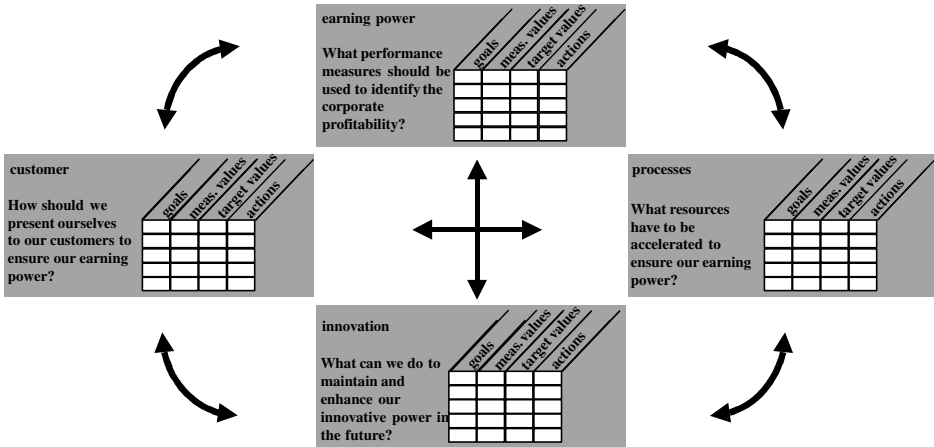 earning power
What performance
measures should be
used to identify the
corporate
profitability?
goals
meas. values
target values
actions
customer
How should we
present ourselves
to our customers to
ensure our earning
power?
goals
meas. values
target values
actions
processes
What resources
have to be
accelerated to
ensure our earning
power?
goals
meas. values
target values
actions
innovation
What can we do to
maintain and
enhance our
innovative power in
the future?
goals
meas. values
target values
actions